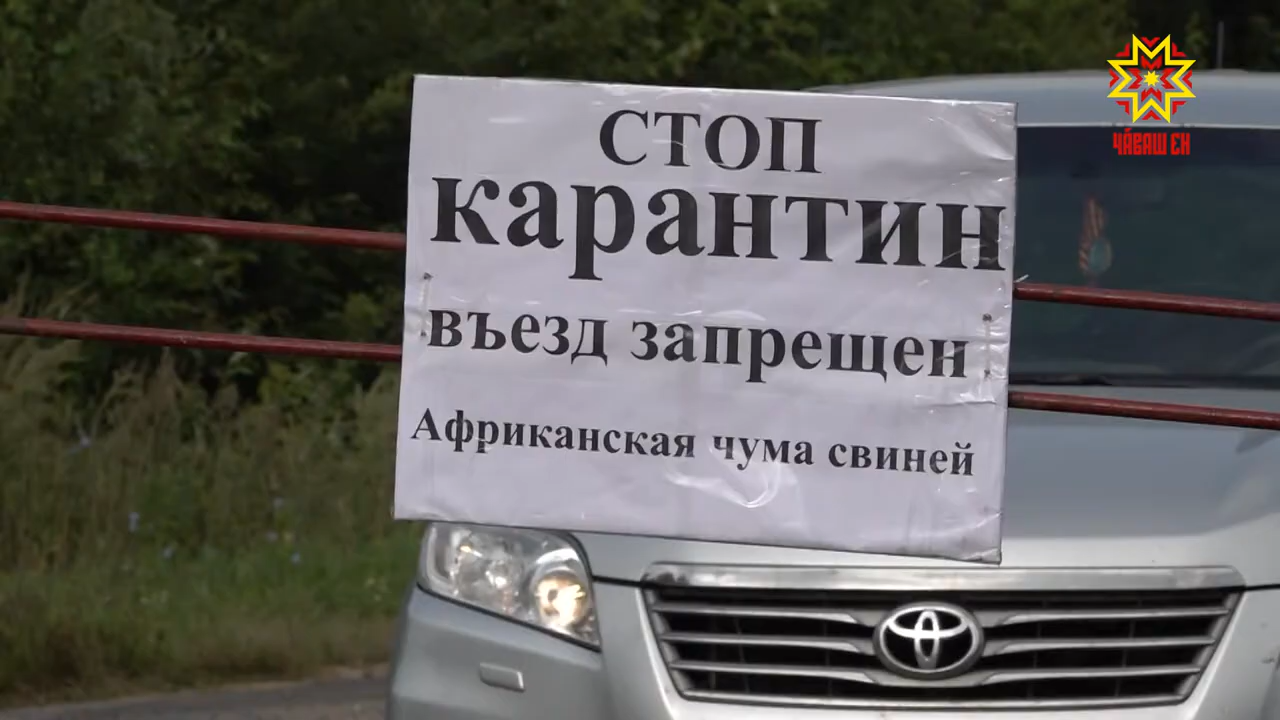 СТОП
карантин
въезд запрещен
Африканская чума свиней
ЧĂВАШ ЕН